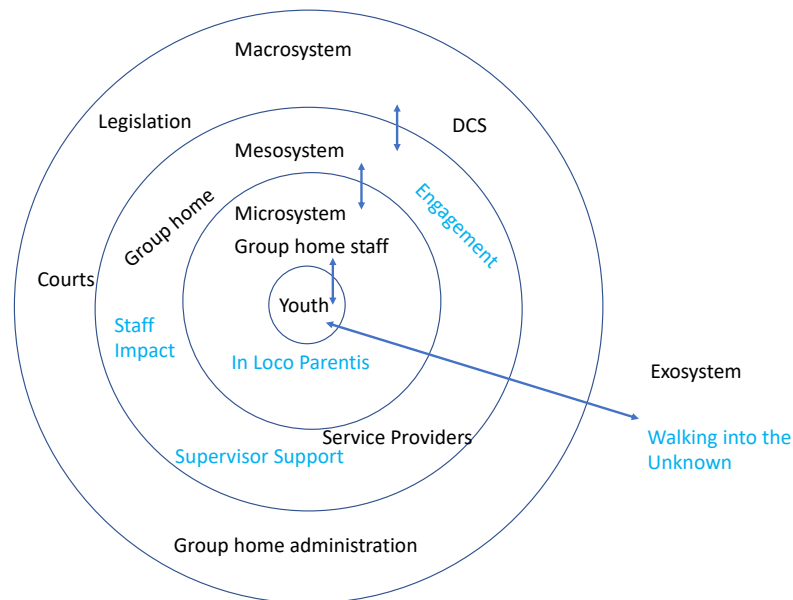 Macrosystem
Legislation
DCS
Mesosystem
Engagement
Group home
Microsystem
Group home staff
Courts
Youth
Staff
Impact
In Loco Parentis
Exosystem
Service Providers
Walking into the
Unknown
Supervisor Support
Group home administration